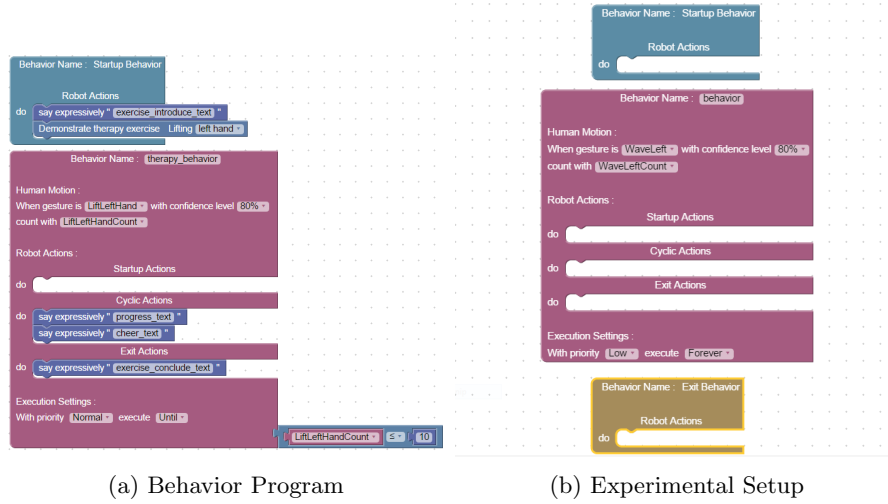 Behavior Name : Startup Behavior
Robot Actions
do say expressively " exercise_introduce_text "
Demonstrate therapy exercise Lifting left hand
Behavior Name : therapy_behavior
Human Motion :
When gesture is LiftLeftHand with confidence level 80%
count with LiftLeftHandCount
Robot Actions :
Startup Actions
do
Cyclic Actions
do say expressively " progress_text "
say expressively " cheer_text "
Exit Actions
do say expressively " exercise_conclude_text "
Execution Settings :
With priority Normal execute Until
LiftLeftHandCount ≤ 10
(a) Behavior Program
Behavior Name : Startup Behavior
Robot Actions
do
Behavior Name : behavior
Human Motion :
When gesture is WaveLeft with confidence level 80%
count with WaveLeftCount
Robot Actions :
Startup Actions
do
Cyclic Actions
do
Exit Actions
do
Execution Settings :
With priority Low execute Forever
Behavior Name : Exit Behavior
Robot Actions
do
(b) Experimental Setup